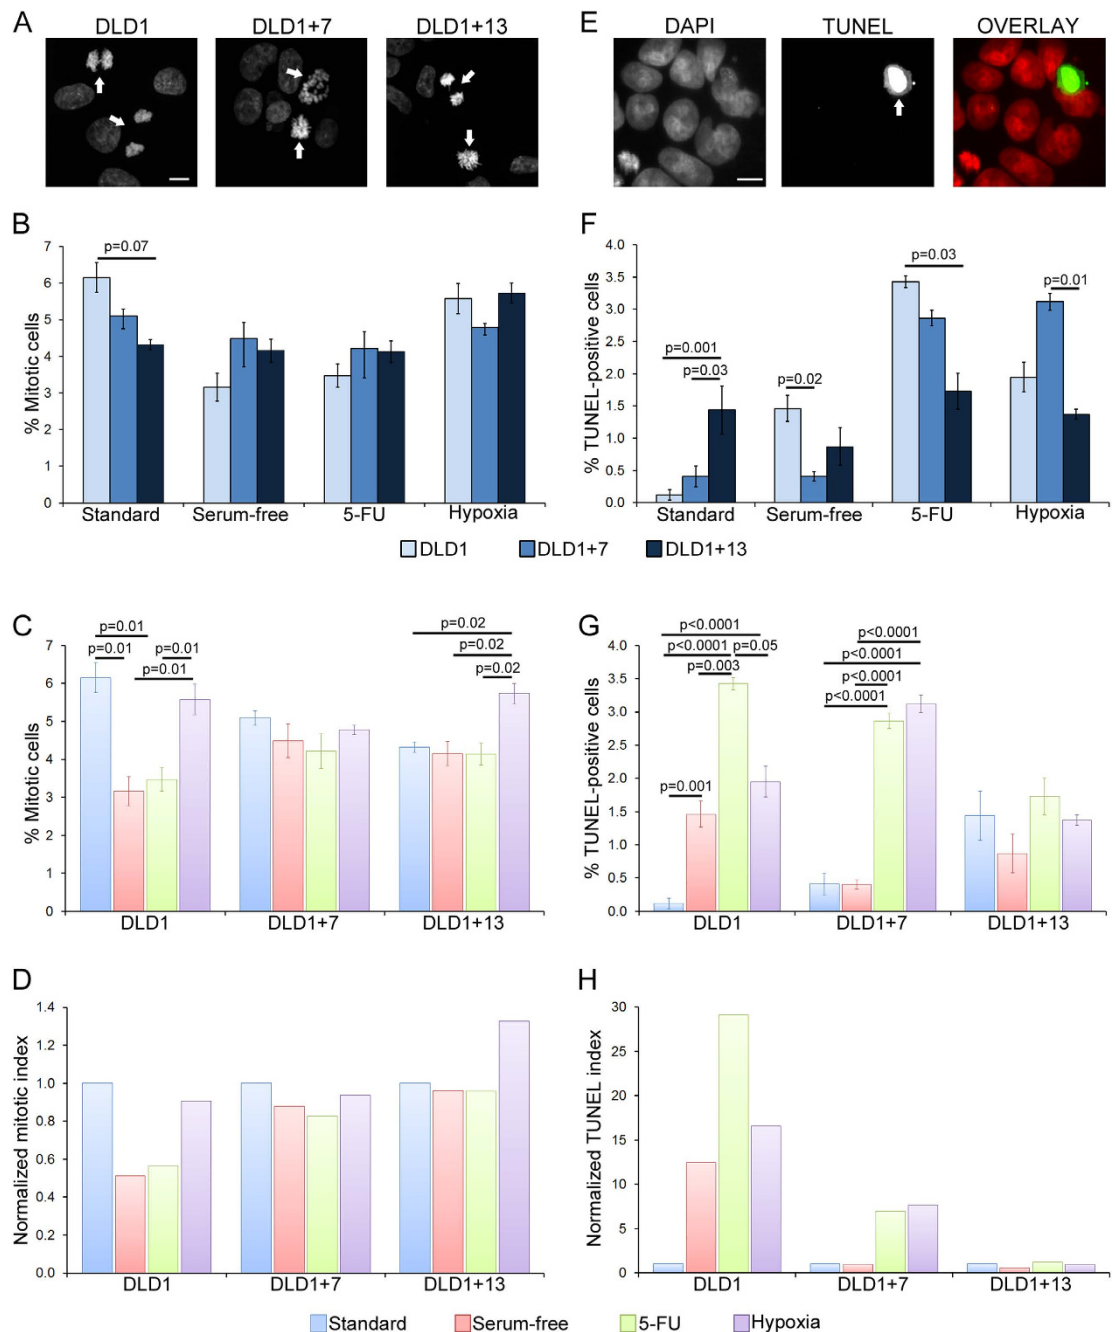 A
DLD1 DLD1+7 DLD1+13
E
DAPI TUNEL OVERLAY
B
% Mitotic cells
7
6
5
4
3
2
1
0
p=0.07
Standard Serum-free 5-FU Hypoxia
F
% TUNEL-positive cells
4.0
3.5
3.0
2.5
2.0
1.5
1.0
0.5
0.0
p=0.001
p=0.03
p=0.02
p=0.03
p=0.01
Standard Serum-free 5-FU Hypoxia
DLD1 DLD1+7 DLD1+13
C
% Mitotic cells
7
6
5
4
3
2
1
0
p=0.01
p=0.01
p=0.01
p=0.01
p=0.02
p=0.02
p=0.02
DLD1 DLD1+7 DLD1+13
G
% TUNEL-positive cells
4.0
3.5
3.0
2.5
2.0
1.5
1.0
0.5
0.0
p<0.0001
p<0.0001
p=0.05
p=0.003
p=0.001
p<0.0001
p<0.0001
p<0.0001
p<0.0001
DLD1 DLD1+7 DLD1+13
D
Normalized mitotic index
1.4
1.2
1.0
0.8
0.6
0.4
0.2
0.0
DLD1 DLD1+7 DLD1+13
H
Normalized TUNEL index
30
25
20
15
10
5
0
DLD1 DLD1+7 DLD1+13
Standard Serum-free 5-FU Hypoxia